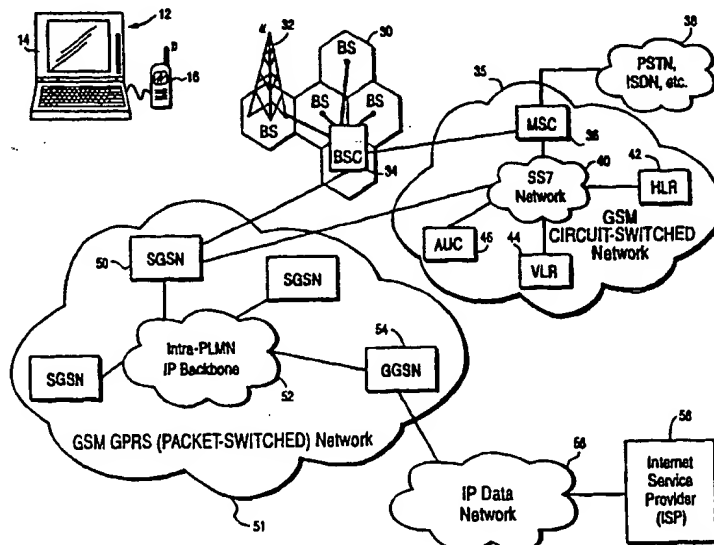 12
14
16
32
30
BS
BS
BS
BS
BSC
34
38
PSTN,
ISDN, etc.
35
MSC
36
40
42
SS7
Network
HLR
GSM
CIRCUIT-SWITCHED
Network
AUC
46
44
VLR
50
SGSN
SGSN
SGSN
Intra-PLMN
IP Backbone
52
54
GGSN
GSM GPRS (PACKET-SWITCHED) Network
51
56
IP Data
Network
58
Internet
Service
Provider
(ISP)